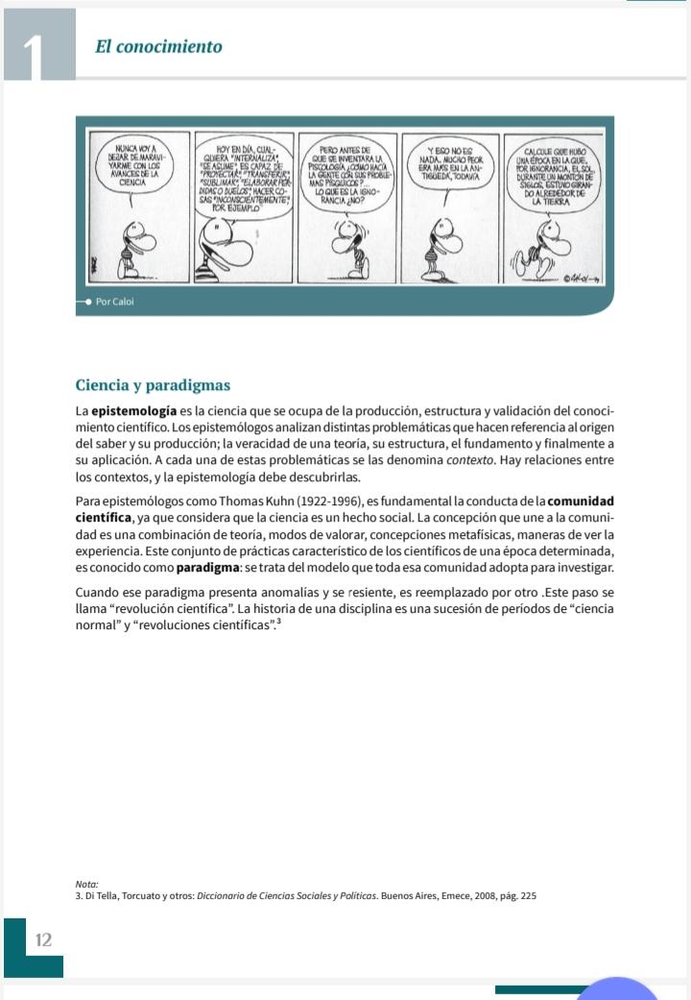 1
El conocimiento
NUNCA VOY A
DEJAR DE MARAVI-
YARME CON LOS
AVANCES DE LA
CIENCIA
HOY EN DÍA, CUAL-
QUIERA "INTERNALIZA",
"SE ASUME", ES CAPAZ DE
"PROYECTAR", "TRANSFERIR",
"SUBLIMAR", "ELABORAR PÉR-
DIDAS O DUELOS", HACER CO-
SAS "INCONSCIENTEMENTE",
POR EJEMPLO
PERO ANTES DE
QUE SE INVENTARA LA
PISCOLOGÍA ¿CÓMO HACÍA
LA GENTE CON SUS PROBLE-
MAS PÍSQUICOS?...
LO QUE ES LA IGNO-
RANCIA ¿NO?
Y ESO NO ES
NADA. MUCHO PEOR
ERA MÁS EN LA AN-
TIGÜEDÁ, TODAVÍA
CALCULE QUE HUBO
UNA ÉPOCA EN LA QUE,
POR IGNORANCIA, EL SOL,
DURANTE UN MONTÓN DE
SIGLOS, ESTUVO GIRAN-
DO ALREDEDOR DE
LA TIERRA
Por Caloi
Ciencia y paradigmas
La epistemología es la ciencia que se ocupa de la producción, estructura y validación del conoci-
miento científico. Los epistemólogos analizan distintas problemáticas que hacen referencia al origen
del saber y su producción; la veracidad de una teoría, su estructura, el fundamento y finalmente a
su aplicación. A cada una de estas problemáticas se las denomina contexto. Hay relaciones entre
los contextos, y la epistemología debe descubrirlas.
Para epistemólogos como Thomas Kuhn (1922-1996), es fundamental la conducta de la comunidad
científica, ya que considera que la ciencia es un hecho social. La concepción que une a la comuni-
dad es una combinación de teoría, modos de valorar, concepciones metafísicas, maneras de ver la
experiencia. Este conjunto de prácticas característico de los científicos de una época determinada,
es conocido como paradigma: se trata del modelo que toda esa comunidad adopta para investigar.
Cuando ese paradigma presenta anomalías y se resiente, es reemplazado por otro .Este paso se
llama “revolución científica”. La historia de una disciplina es una sucesión de períodos de “ciencia
normal” y “revoluciones científicas”.³
Nota:
3. Di Tella, Torcuato y otros: Diccionario de Ciencias Sociales y Políticas. Buenos Aires, Emece, 2008, pág. 225
12